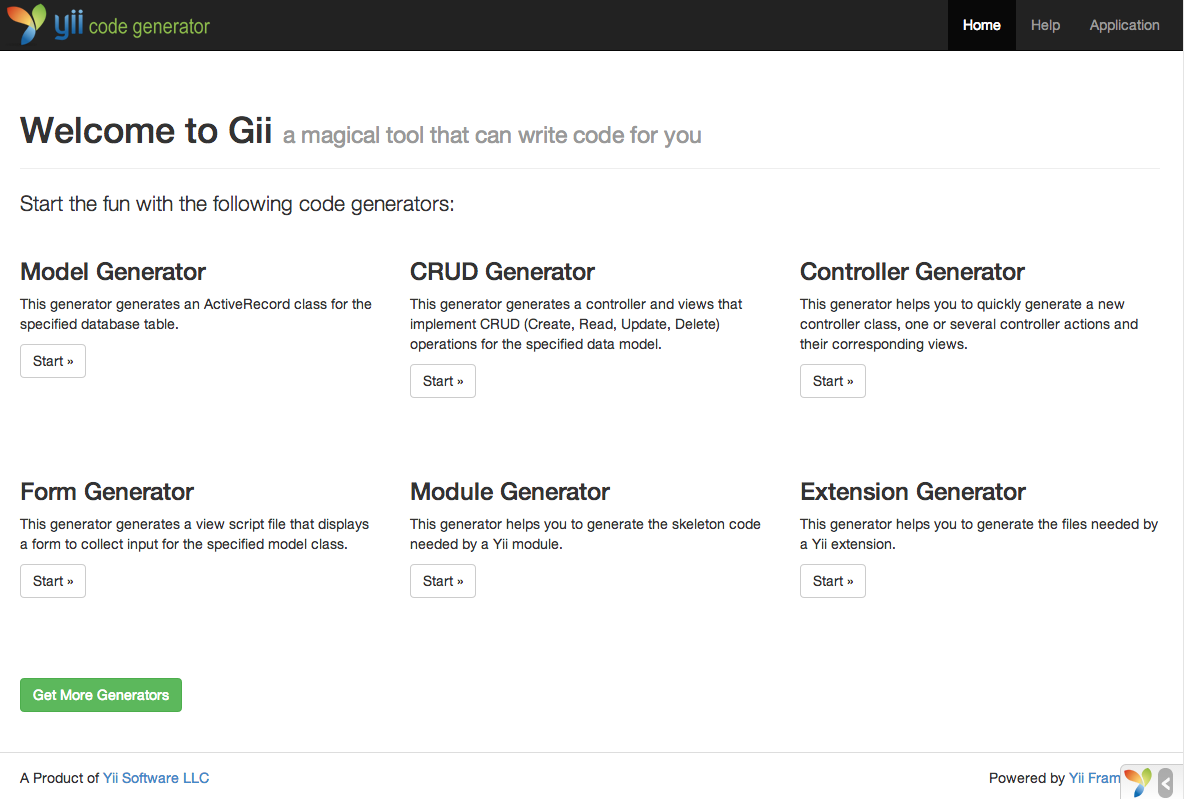 yii code generator
Home Help Application
Welcome to Gii a magical tool that can write code for you
Start the fun with the following code generators:
Model Generator
This generator generates an ActiveRecord class for the
specified database table.
Start »
CRUD Generator
This generator generates a controller and views that
implement CRUD (Create, Read, Update, Delete)
operations for the specified data model.
Start »
Controller Generator
This generator helps you to quickly generate a new
controller class, one or several controller actions and
their corresponding views.
Start »
Form Generator
This generator generates a view script file that displays
a form to collect input for the specified model class.
Start »
Module Generator
This generator helps you to generate the skeleton code
needed by a Yii module.
Start »
Extension Generator
This generator helps you to generate the files needed by
a Yii extension.
Start »
Get More Generators
A Product of Yii Software LLC
Powered by Yii Fram